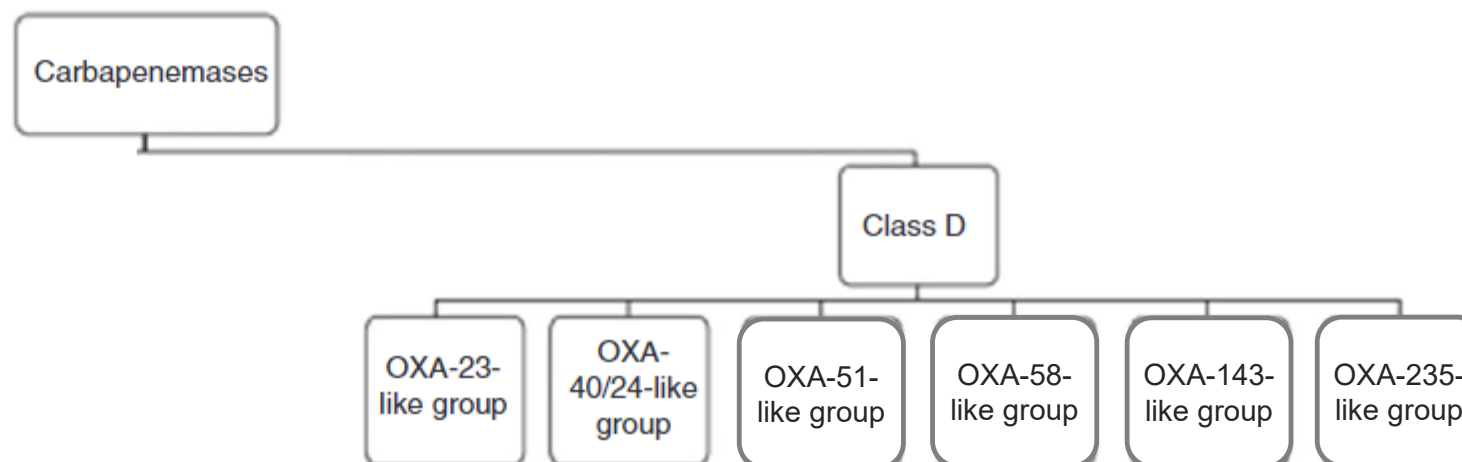 Carbapenemases
Class D
OXA-23-
like group
OXA-
40/24-like
group
OXA-51-
like group
OXA-58-
like group
OXA-143-
like group
OXA-235-
like group